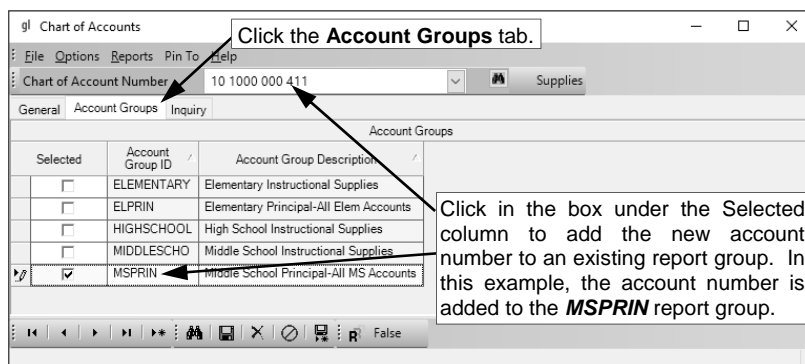 gl Chart of Accounts
Click the Account Groups tab.
File Options Reports Pin To Help
Chart of Account Number 10 1000 000 411 Supplies
General Account Groups Inquiry
Account Groups
Selected Account Group ID Account Group Description
ELEMENTARY Elementary Instructional Supplies
ELPRIN Elementary Principal-All Elem Accounts
HIGHSCHOOL High School Instructional Supplies
MIDDLESCHO Middle School Instructional Supplies
MSPRIN Middle School Principal-All MS Accounts
Click in the box under the Selected
column to add the new account
number to an existing report group. In
this example, the account number is
added to the MSPRIN report group.
R False